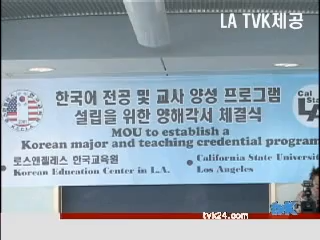 LA TVK제공
한국어 전공 및 교사 양성 프로그램
설립을 위한 양해각서 체결식
Cal State
LA
MOU to establish a
Korean major and teaching credential program
로스앤젤레스 한국교육원
Korean Education Center in L.A.
California State Universit
Los Angeles
tvk24.com